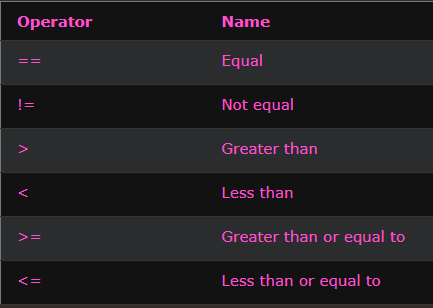 Operator Name
== Equal
!= Not equal
> Greater than
< Less than
>= Greater than or equal to
<= Less than or equal to